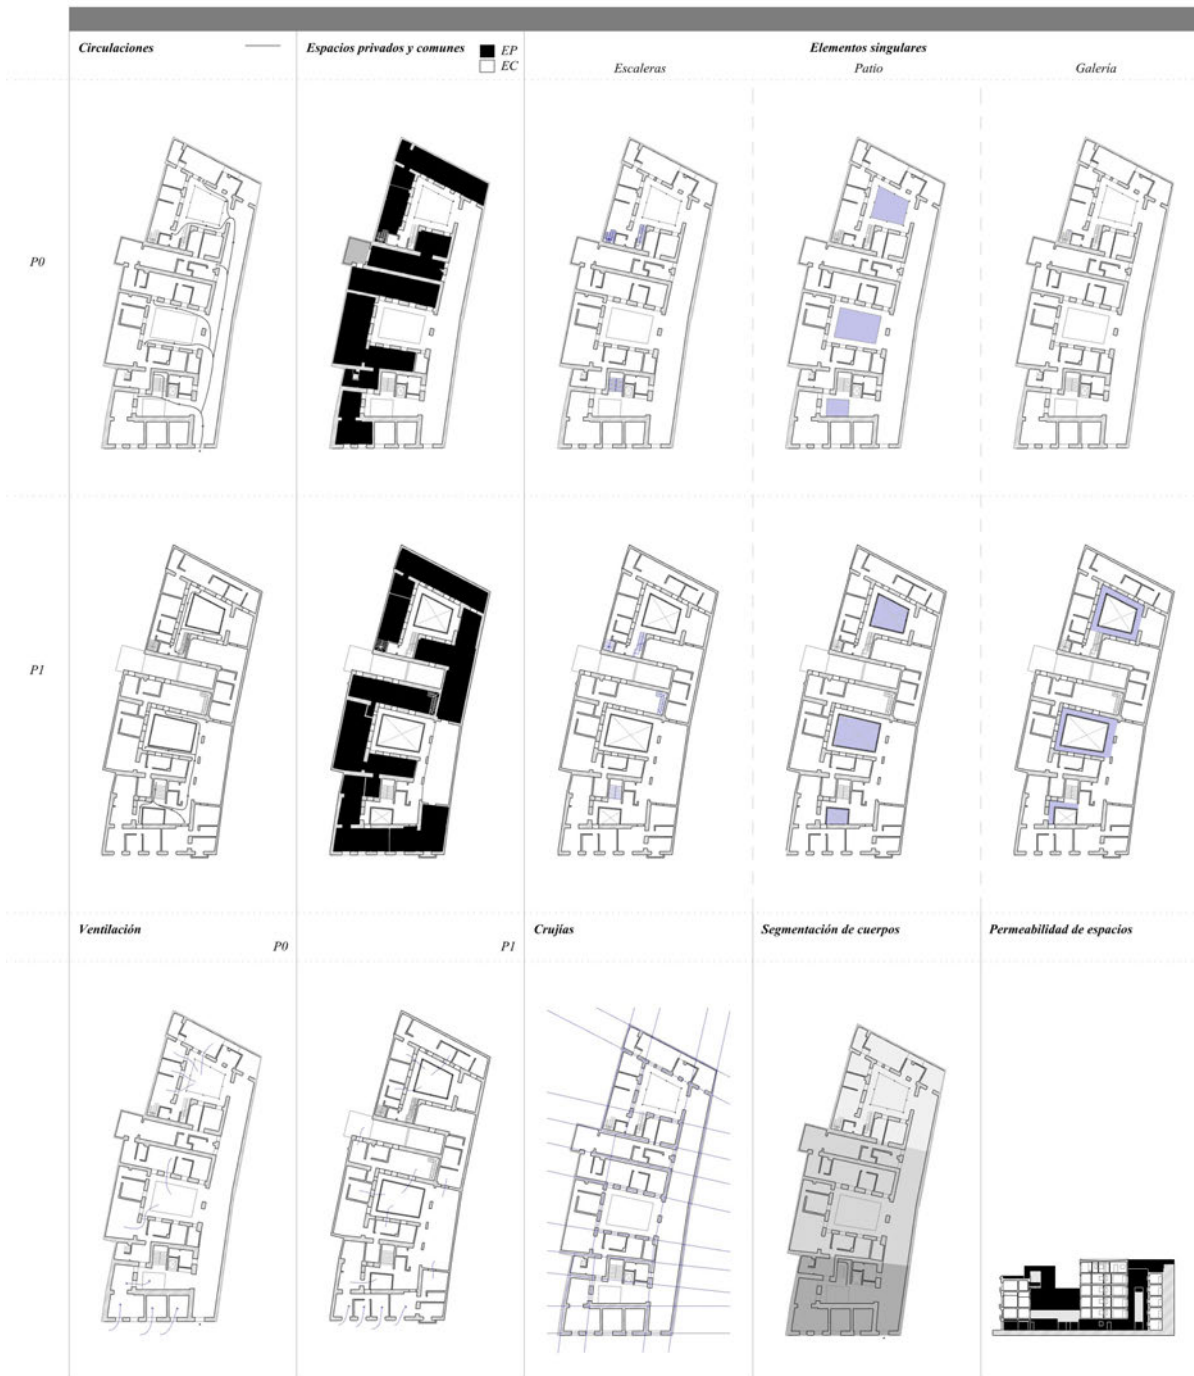 Circulaciones
Espacios privados y comunes
EP
EC
Elementos singulares
Escaleras
Patio
Galería
P0
P1
Ventilación
P0
P1
Crujías
Segmentación de cuerpos
Permeabilidad de espacios